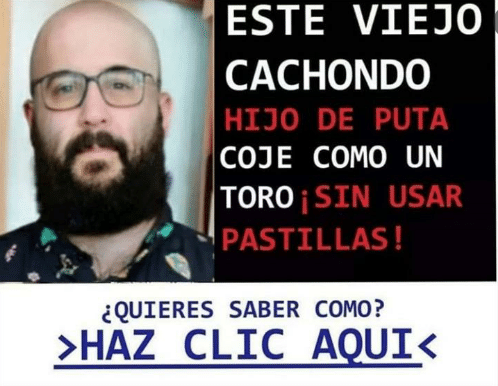 ESTE VIEJO
CACHONDO
HIJO DE PUTA
COJE COMO UN
TORO¡SIN USAR
PASTILLAS!
¿QUIERES SABER COMO?
>HAZ CLIC AQUI<